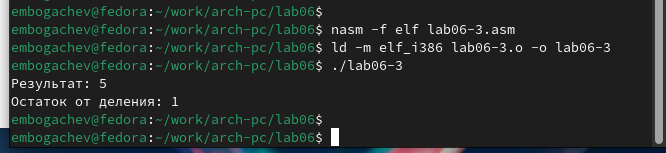 embogachev@fedora:~/work/arch-pc/lab06$
embogachev@fedora:~/work/arch-pc/lab06$ nasm -f elf lab06-3.asm
embogachev@fedora:~/work/arch-pc/lab06$ ld -m elf_i386 lab06-3.o -o lab06-3
embogachev@fedora:~/work/arch-pc/lab06$ ./lab06-3
Результат: 5
Остаток от деления: 1
embogachev@fedora:~/work/arch-pc/lab06$
embogachev@fedora:~/work/arch-pc/lab06$